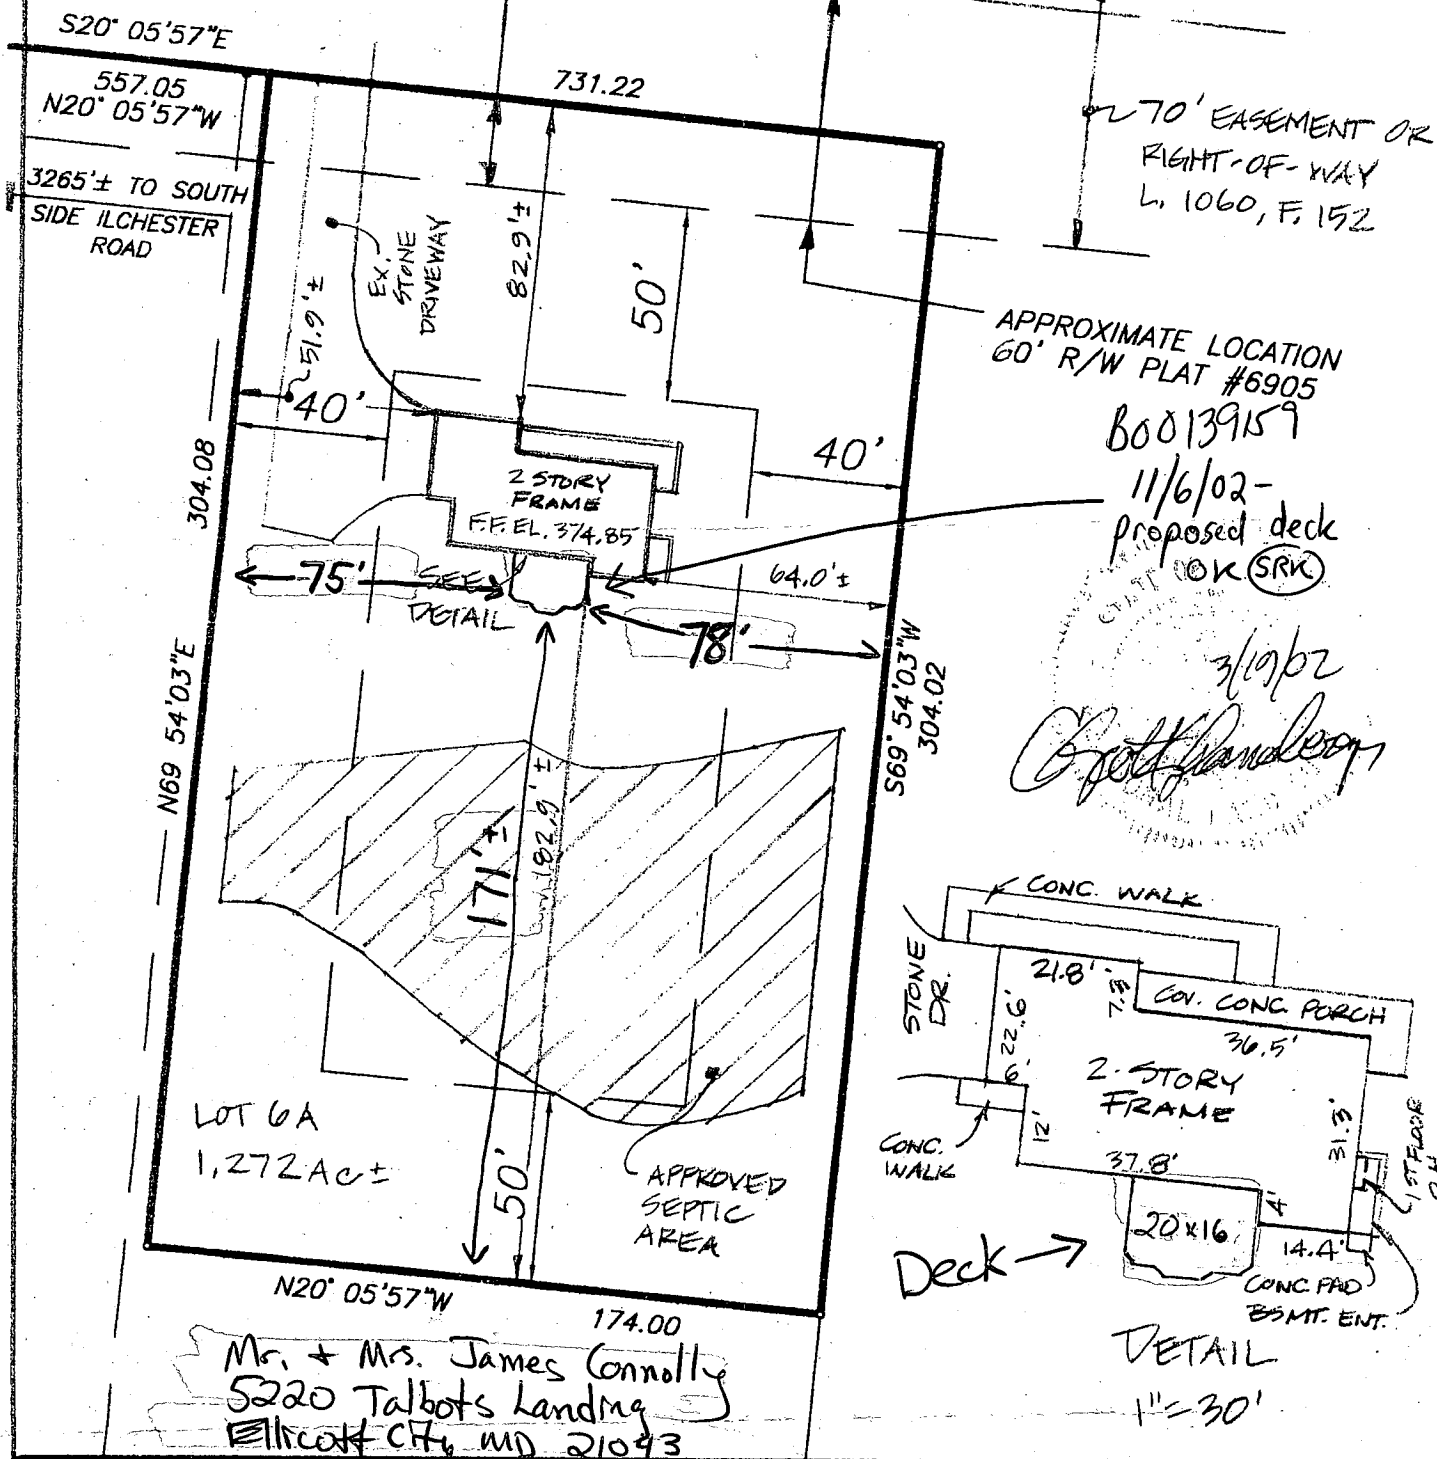 S20° 05'57"E
557.05
N20° 05'57"W
731.22
3265'± TO SOUTH
SIDE ILCHESTER
ROAD
70' EASEMENT OR
RIGHT-OF-WAY
L. 1060, F. 152
EX.
STONE
DRIVEWAY
82.9'±
50'
51.9'±
40'
40'
APPROXIMATE LOCATION
60' R/W PLAT #6905
B00139159
11/6/02 -
proposed deck
OK SRK
304.08
N69 54'03"E
2 STORY
FRAME
F.F.EL. 374.85
75'
SEE
DETAIL
64.0'±
78'
S69° 54'03"W
304.02
3/19/02
171'±
182.9'±
50'
LOT 6A
1.272 Ac±
APPROVED
SEPTIC
AREA
N20° 05'57"W
174.00
Mr. + Mrs. James Connolly
5220 Talbots Landing
Ellicott City MD 21043
CONC. WALK
STONE
DR.
21.8'
7.3'
COV. CONC. PORCH
36.5'
22.6'
6'
2-STORY
FRAME
12'
CONC.
WALK
31.3'
1ST FLOOR
37.8'
4'
20x16
14.4'
Deck
CONC. PAD
BSMT. ENT.
DETAIL
1"=30'